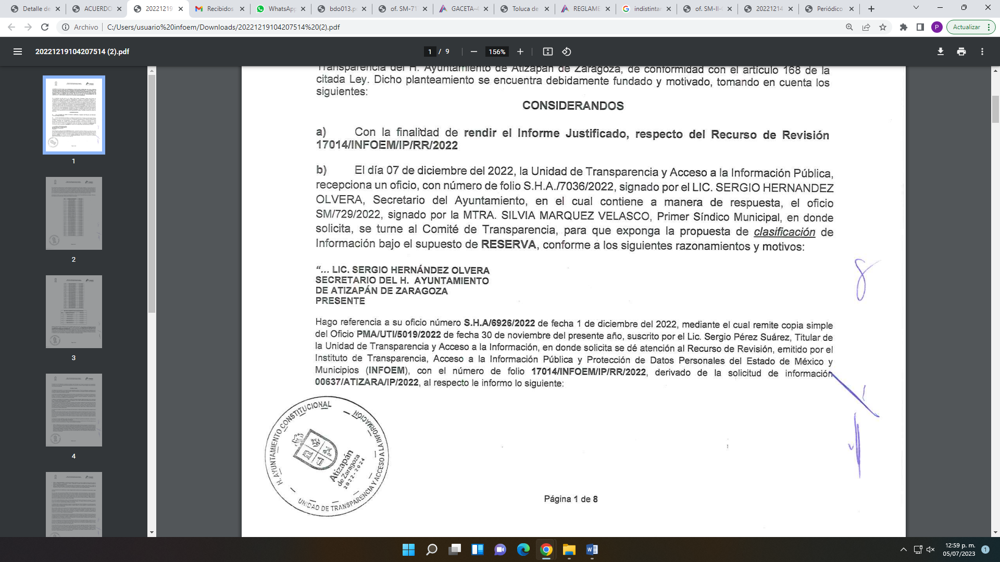 Detalle de
ACUERDO
20221219
Recibidos
WhatsApp
bdo013.p
of. SM-71
GACETA-4
Toluca de
REGLAME
indistinta
of. SM-II-
20221214
Periódico
Archivo
C:/Users/usuario%20infoem/Downloads/20221219104207514%20(2).pdf
P
Actualizar
20221219104207514 (2).pdf
1 / 9
156%
1
2
3
4
Transparencia del H. Ayuntamiento de Atizapán de Zaragoza, de conformidad con el artículo 168 de la
citada Ley. Dicho planteamiento se encuentra debidamente fundado y motivado, tomando en cuenta los
siguientes:
CONSIDERANDOS
a) Con la finalidad de rendir el Informe Justificado, respecto del Recurso de Revisión
17014/INFOEM/IP/RR/2022
b) El día 07 de diciembre del 2022, la Unidad de Transparencia y Acceso a la Información Pública,
recepciona un oficio, con número de folio S.H.A./7036/2022, signado por el LIC. SERGIO HERNANDEZ
OLVERA, Secretario del Ayuntamiento, en el cual contiene a manera de respuesta, el oficio
SM/729/2022, signado por la MTRA. SILVIA MARQUEZ VELASCO, Primer Síndico Municipal, en donde
solicita, se turne al Comité de Transparencia, para que exponga la propuesta de clasificación de
Información bajo el supuesto de RESERVA, conforme a los siguientes razonamientos y motivos:
“... LIC. SERGIO HERNÁNDEZ OLVERA
SECRETARIO DEL H. AYUNTAMIENTO
DE ATIZAPÁN DE ZARAGOZA
PRESENTE
Hago referencia a su oficio número S.H.A/6926/2022 de fecha 1 de diciembre del 2022, mediante el cual remite copia simple
del Oficio PMA/UTI/5019/2022 de fecha 30 de noviembre del presente año, suscrito por el Lic. Sergio Pérez Suárez, Titular de
la Unidad de Transparencia y Acceso a la Información, en donde solicita se dé atención al Recurso de Revisión, emitido por el
Instituto de Transparencia, Acceso a la Información Pública y Protección de Datos Personales del Estado de México y
Municipios (INFOEM), con el número de folio 17014/INFOEM/IP/RR/2022, derivado de la solicitud de información
00637/ATIZARA/IP/2022, al respecto le informo lo siguiente:
H. AYUNTAMIENTO CONSTITUCIONAL
Atizapán
de Zaragoza
2022-2024
UNIDAD DE TRANSPARENCIA Y ACCESO A LA INFORMACIÓN
Página 1 de 8
12:59 p. m.
05/07/2023
1